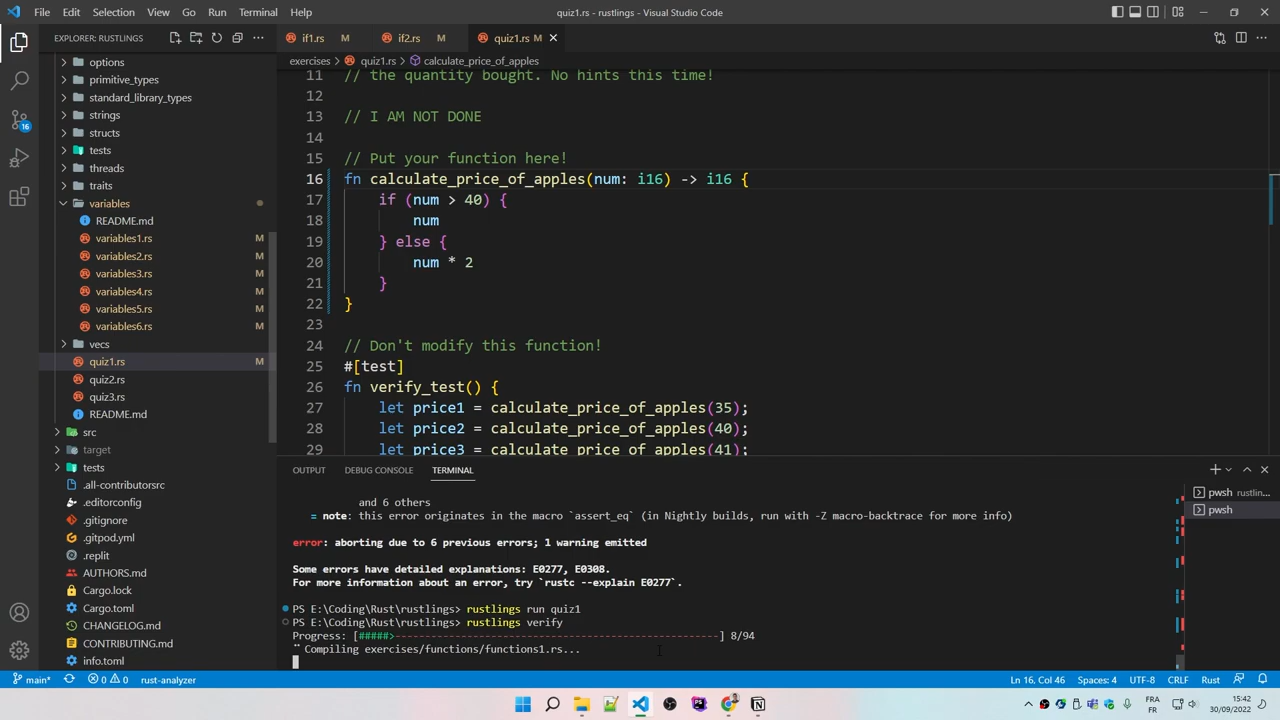 File Edit Selection View Go Run Terminal Help
quiz1.rs - rustlings - Visual Studio Code
EXPLORER: RUSTLINGS
if1.rs M
if2.rs M
quiz1.rs M
exercises > quiz1.rs > calculate_price_of_apples
options
primitive_types
standard_library_types
strings
structs
tests
threads
traits
variables
README.md
variables1.rs M
variables2.rs M
variables3.rs M
variables4.rs M
variables5.rs M
variables6.rs M
vecs
quiz1.rs M
quiz2.rs
quiz3.rs
README.md
src
target
tests
.all-contributorsrc
.editorconfig
.gitignore
.gitpod.yml
.replit
AUTHORS.md
Cargo.lock
Cargo.toml
CHANGELOG.md
CONTRIBUTING.md
info.toml
16
11 // the quantity bought. No hints this time!
12
13 // I AM NOT DONE
14
15 // Put your function here!
16 fn calculate_price_of_apples(num: i16) -> i16 {
17 if (num > 40) {
18 num
19 } else {
20 num * 2
21 }
22 }
23
24 // Don't modify this function!
25 #[test]
26 fn verify_test() {
27 let price1 = calculate_price_of_apples(35);
28 let price2 = calculate_price_of_apples(40);
29 let price3 = calculate_price_of_apples(41);
OUTPUT DEBUG CONSOLE TERMINAL
and 6 others
= note: this error originates in the macro `assert_eq` (in Nightly builds, run with -Z macro-backtrace for more info)
error: aborting due to 6 previous errors; 1 warning emitted
Some errors have detailed explanations: E0277, E0308.
For more information about an error, try `rustc --explain E0277`.
PS E:\Coding\Rust\rustlings> rustlings run quiz1
PS E:\Coding\Rust\rustlings> rustlings verify
Progress: [#####>------------------------------------------------------] 8/94
Compiling exercises/functions/functions1.rs...
pwsh rustlin...
pwsh
main* 0 0 rust-analyzer
Ln 16, Col 46 Spaces: 4 UTF-8 CRLF Rust
FRA
FR
15:42
30/09/2022